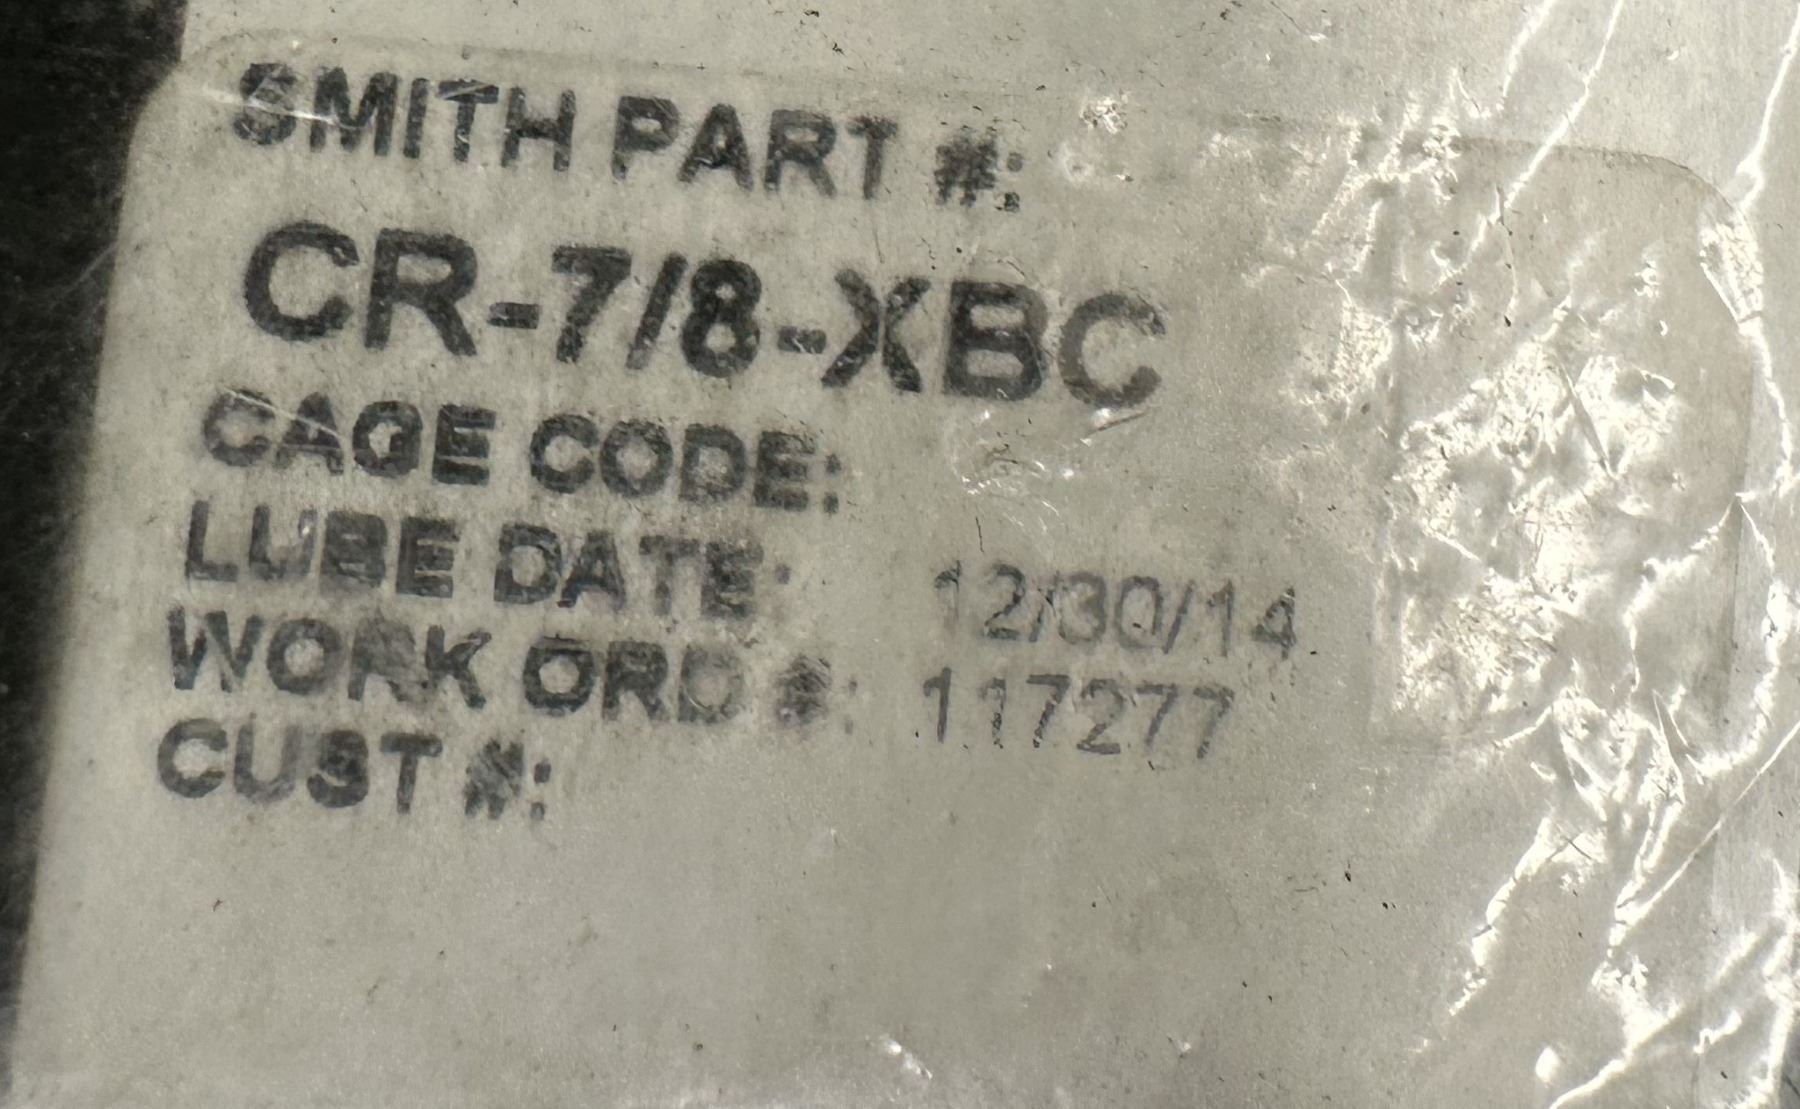 SMITH PART #:
CR-7/8-XBC
CAGE CODE:
LUBE DATE: 12/30/14
WORK ORD #: 117277
CUST #: